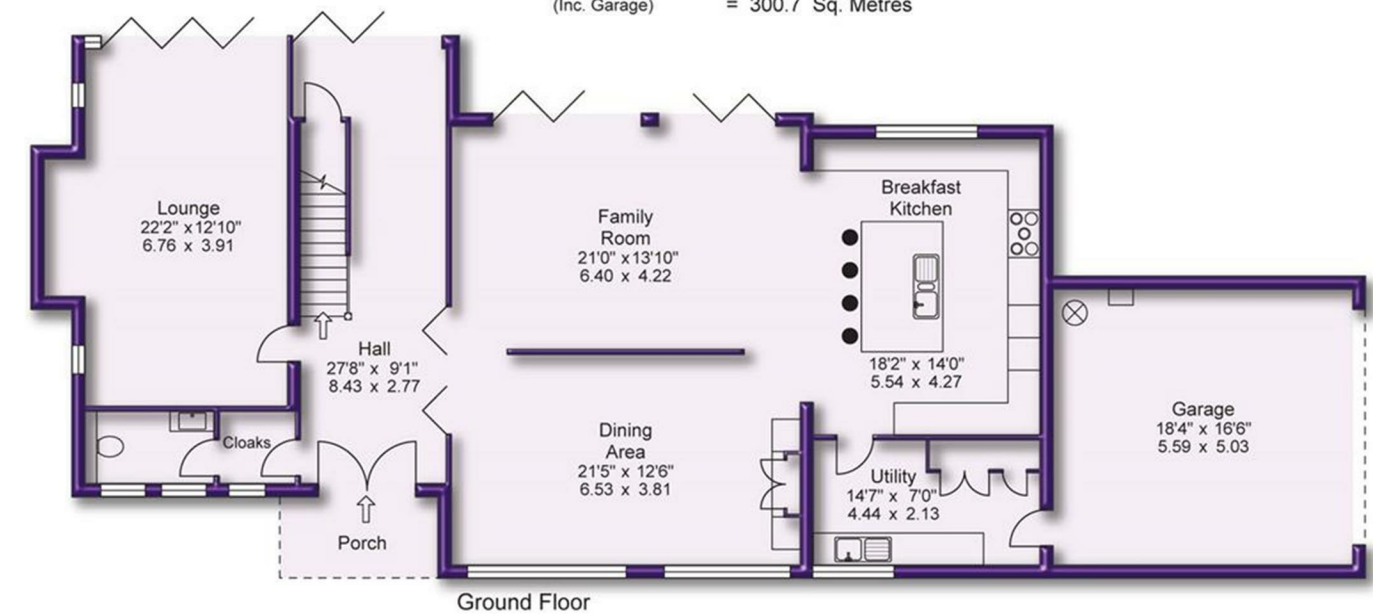 (Inc. Garage) = 300.7 Sq. Metres
Lounge
22'2" x 12'10"
6.76 x 3.91
Family
Room
21'0" x 13'10"
6.40 x 4.22
Breakfast
Kitchen
18'2" x 14'0"
5.54 x 4.27
Hall
27'8" x 9'1"
8.43 x 2.77
Cloaks
Dining
Area
21'5" x 12'6"
6.53 x 3.81
Utility
14'7" x 7'0"
4.44 x 2.13
Garage
18'4" x 16'6"
5.59 x 5.03
Porch
Ground Floor